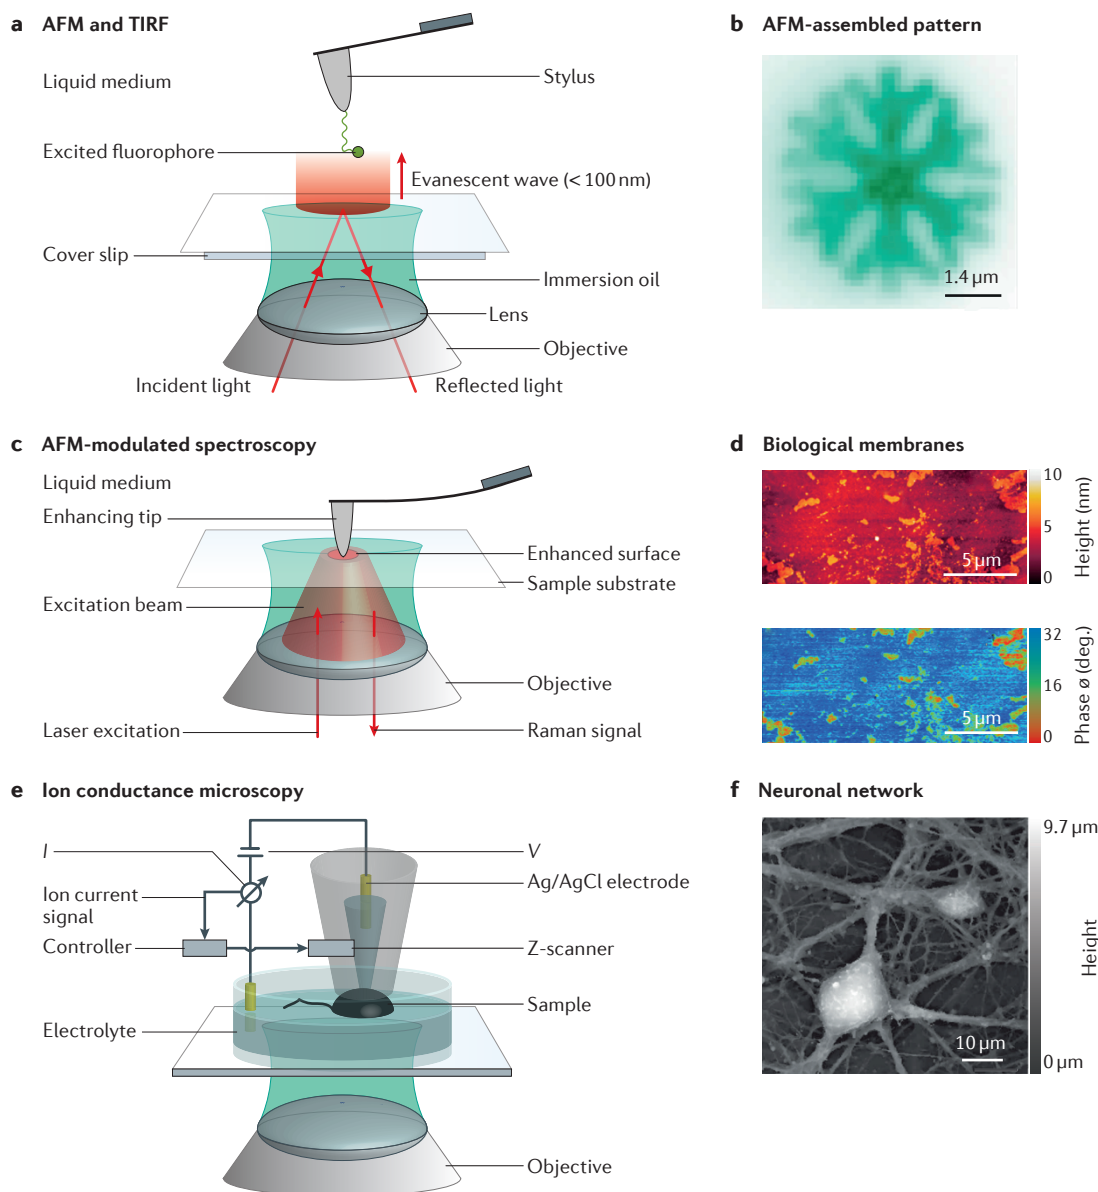 a AFM and TIRF
Liquid medium
Stylus
Excited fluorophore
Evanescent wave (< 100 nm)
Cover slip
Immersion oil
Lens
Objective
Incident light
Reflected light
b AFM-assembled pattern
1.4 µm
c AFM-modulated spectroscopy
Liquid medium
Enhancing tip
Enhanced surface
Sample substrate
Excitation beam
Objective
Laser excitation
Raman signal
d Biological membranes
10
5
0
Height (nm)
5 µm
32
16
0
Phase ø (deg.)
5 µm
e Ion conductance microscopy
I
V
Ion current
signal
Ag/AgCl electrode
Controller
Z-scanner
Sample
Electrolyte
Objective
f Neuronal network
9.7 µm
Height
0 µm
10 µm